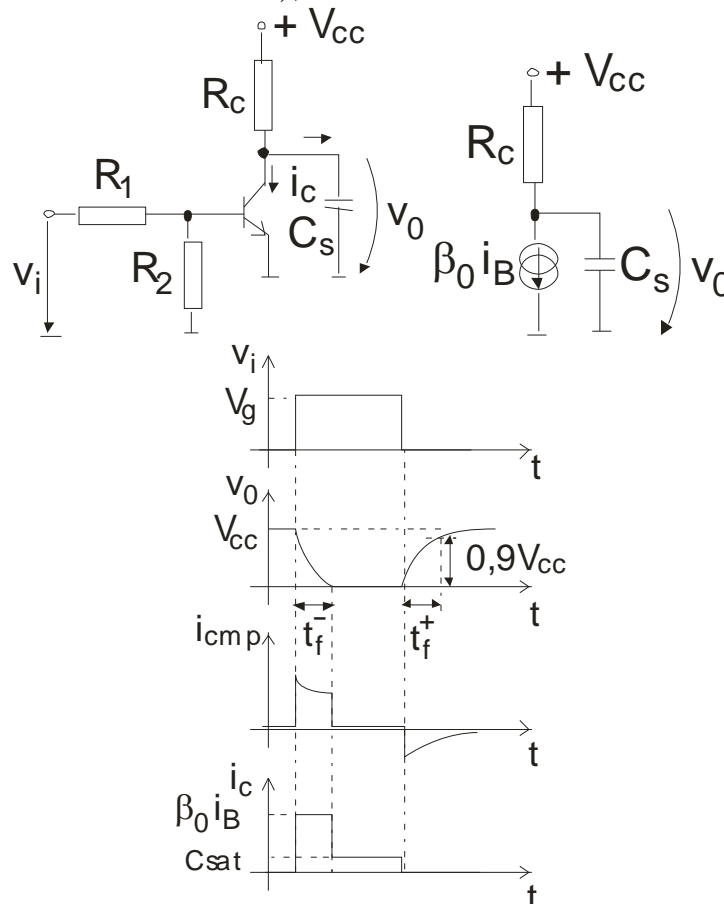 + Vcc
Rc
R1
ic
Cs
v0
vi
R2
+ Vcc
Rc
β0 iB
Cs
v0
vi
Vg
t
v0
Vcc
0,9Vcc
t
tf-
tf+
icmp
t
ic
β0 iB
Csat
t